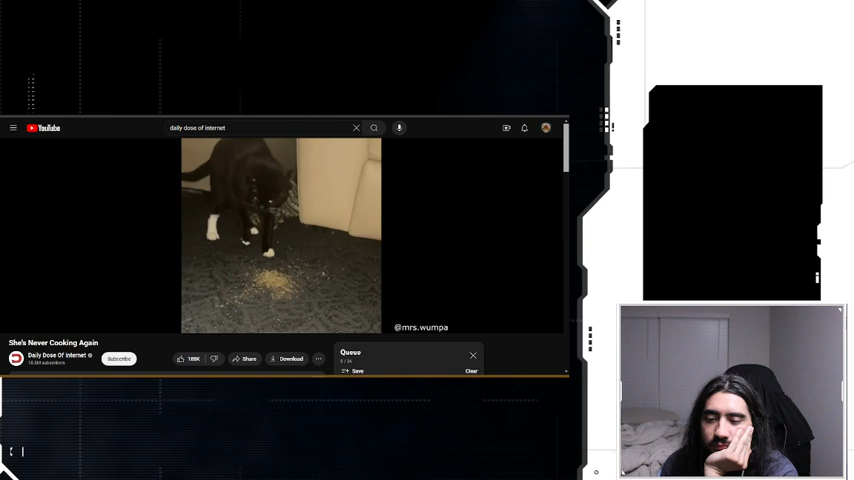 YouTube
daily dose of internet
@mrs.wumpa
She's Never Cooking Again
Daily Dose Of Internet
Subscribe
188K
Share
Download
Queue
Save
Clear